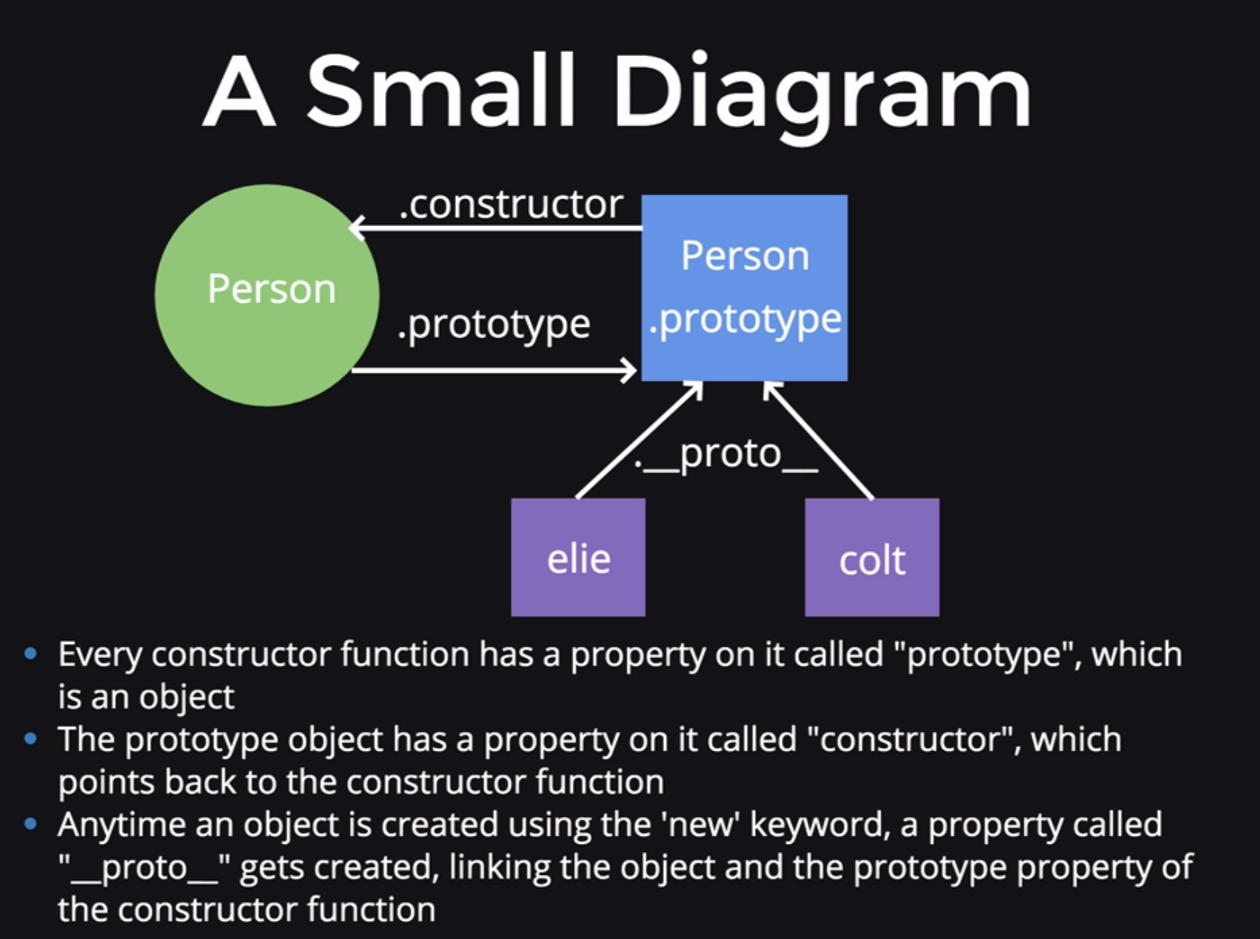 A Small Diagram
.constructor
Person
.prototype
Person
.prototype
.__proto__
elie
colt
Every constructor function has a property on it called "prototype", which
is an object
The prototype object has a property on it called "constructor", which
points back to the constructor function
Anytime an object is created using the 'new' keyword, a property called
"__proto__" gets created, linking the object and the prototype property of
the constructor function